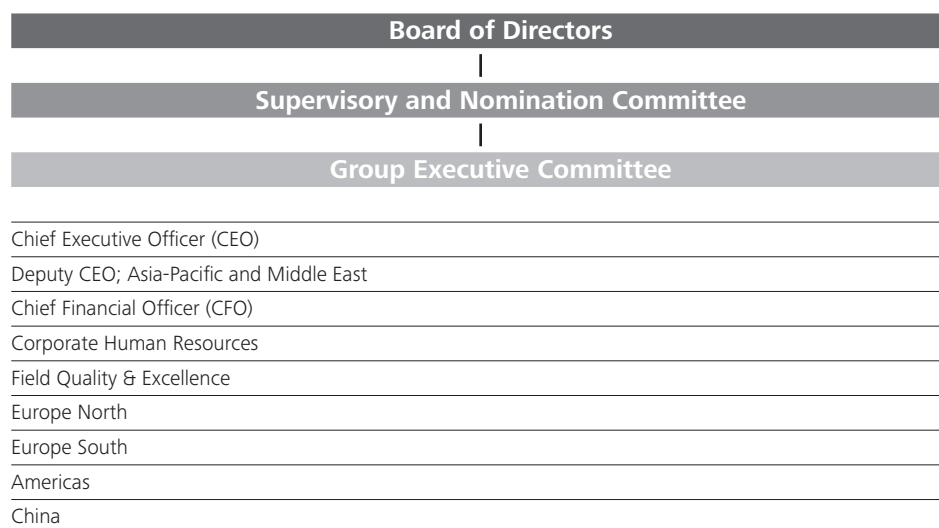 Board of Directors
Supervisory and Nomination Committee
Group Executive Committee
Chief Executive Officer (CEO)
Deputy CEO; Asia-Pacific and Middle East
Chief Financial Officer (CFO)
Corporate Human Resources
Field Quality & Excellence
Europe North
Europe South
Americas
China